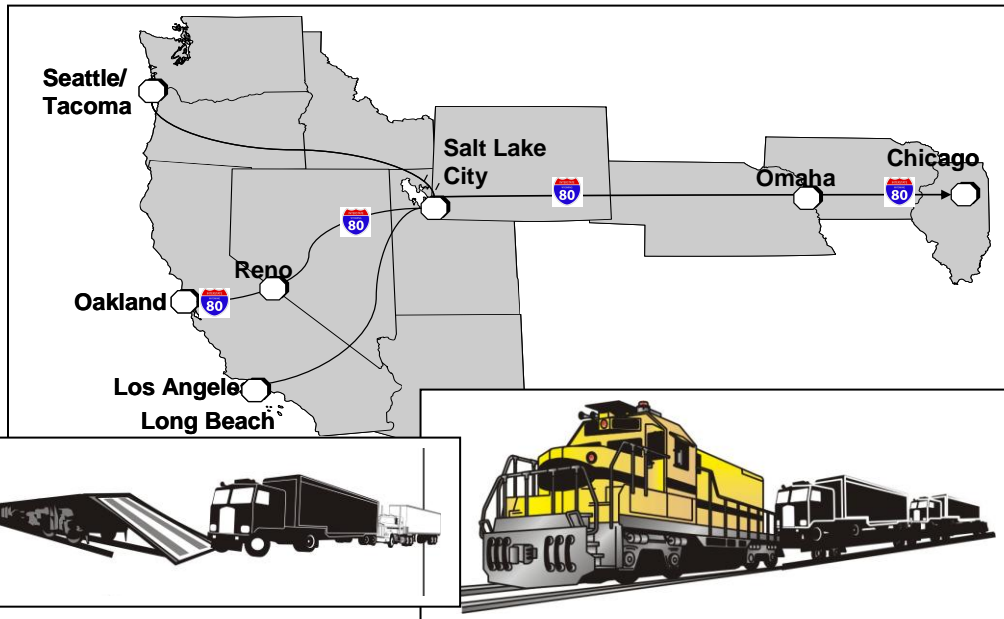 Seattle/
Tacoma
Salt Lake
City
Chicago
Omaha
80
80
80
Reno
Oakland
80
Los Angele
Long Beach